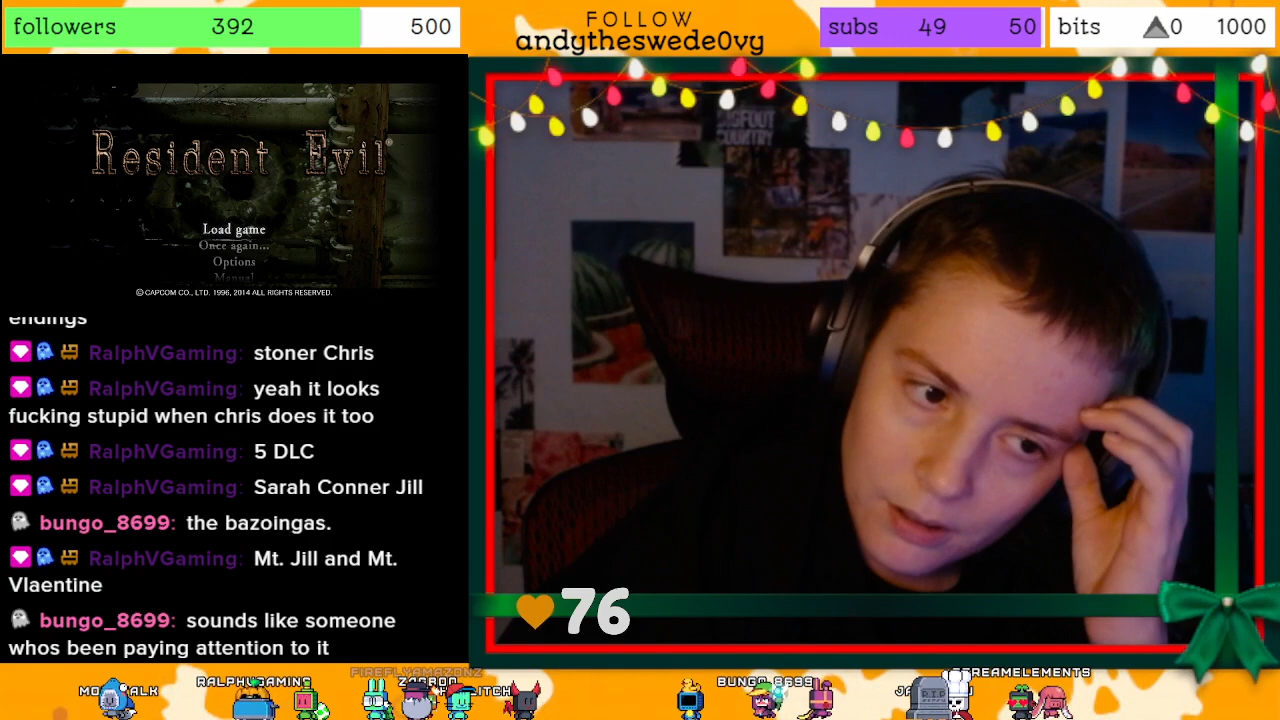 followers 392 500
FOLLOW
andytheswede0vy
subs 49 50
bits 0 1000
Resident Evil
Load game
Once again...
Options
Manual
© CAPCOM CO., LTD. 1996, 2014 ALL RIGHTS RESERVED.
BIGFOOT
COUNTRY
endings
RalphVGaming: stoner Chris
RalphVGaming: yeah it looks
fucking stupid when chris does it too
RalphVGaming: 5 DLC
RalphVGaming: Sarah Conner Jill
bungo_8699: the bazoingas.
RalphVGaming: Mt. Jill and Mt.
Vlaentine
bungo_8699: sounds like someone
whos been paying attention to it
76
FIREFLYAMAZONZ
STREAMELEMENTS
RALPHVGAMING
BUNGO_8699
R.I.P